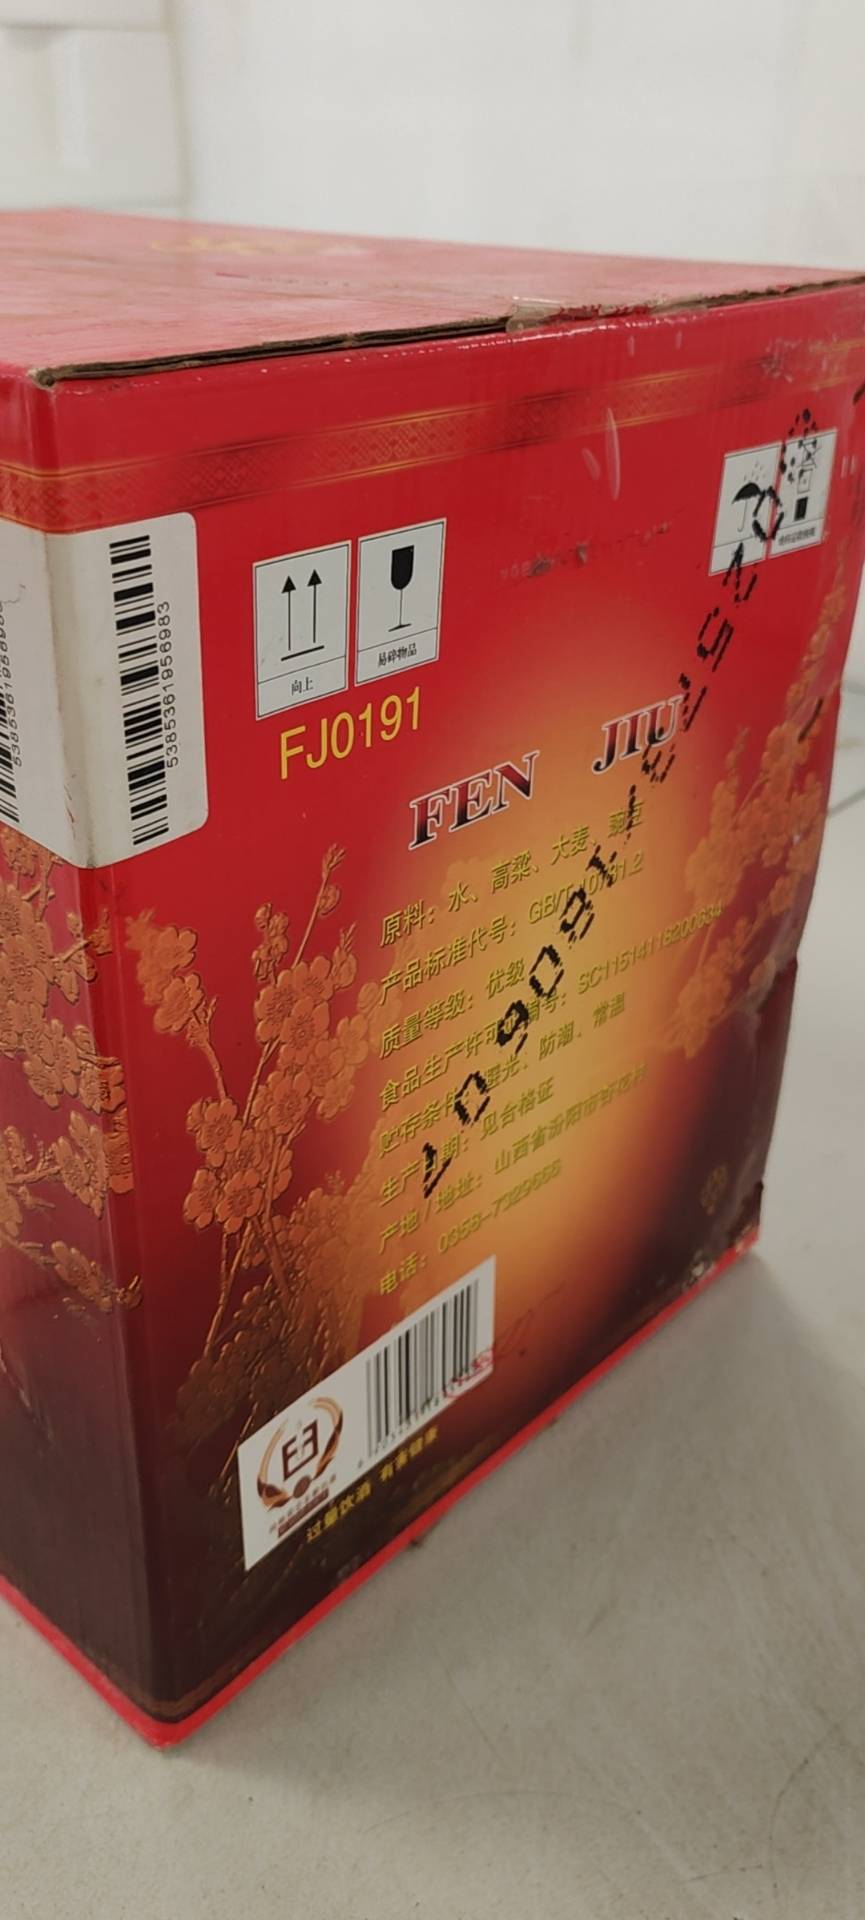 5385361956983
5385361956983
向上
易碎物品
FJ0191
FEN JIU
原料：水、高粱、大麦、豌豆
产品标准代号：GB/T 10781.2
质量等级：优级
食品生产许可证编号：SC11514118200634
贮存条件：避光、防潮、常温
生产日期：见合格证
产地/地址：山西省汾阳市杏花村
电话：0358-7329666
过量饮酒 有害健康